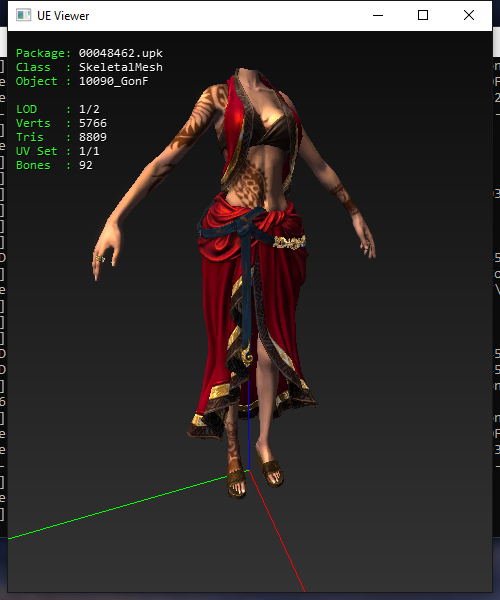 UE Viewer
Package: 00048462.upk
Class : SkeletalMesh
Object : 10090_GonF
LOD : 1/2
Verts : 5766
Tris : 8809
UV Set : 1/1
Bones : 92